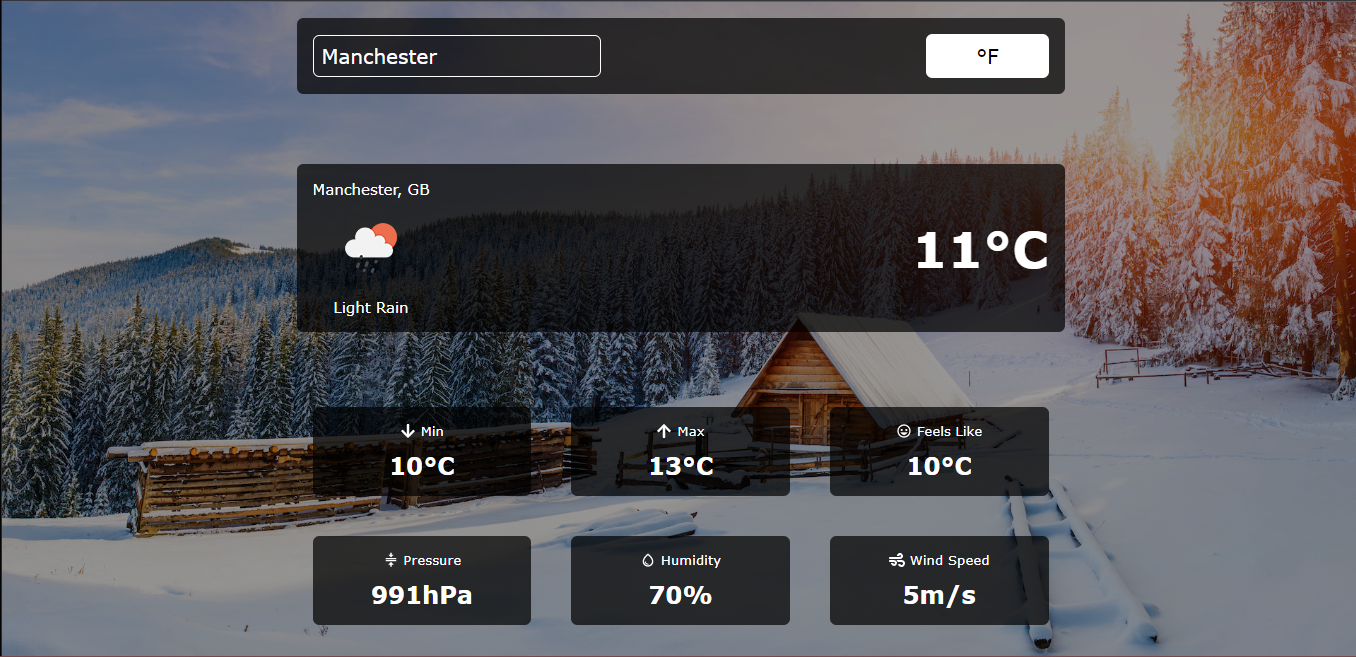 Manchester
°F
Manchester, GB
11°C
Light Rain
Min
10°C
Max
13°C
Feels Like
10°C
Pressure
991hPa
Humidity
70%
Wind Speed
5m/s